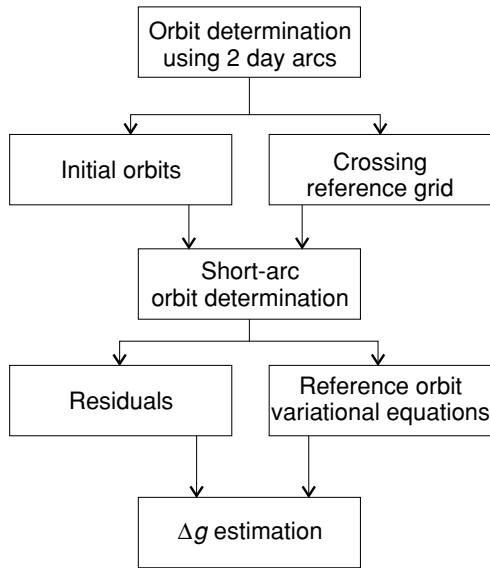 Orbit determination
using 2 day arcs
Initial orbits
Crossing
reference grid
Short-arc
orbit determination
Residuals
Reference orbit
variational equations
Δg estimation